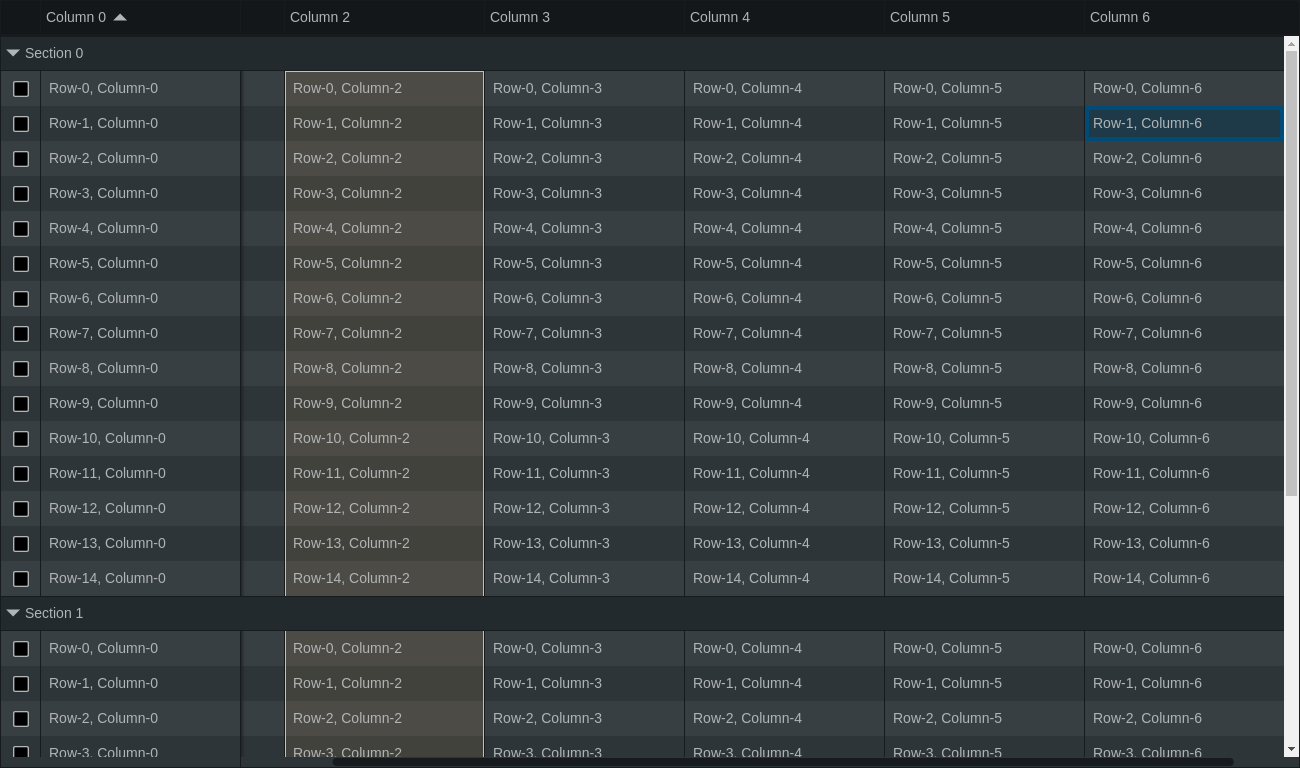 Column 0 Column 2 Column 3 Column 4 Column 5 Column 6
Section 0
Row-0, Column-0 Row-0, Column-2 Row-0, Column-3 Row-0, Column-4 Row-0, Column-5 Row-0, Column-6
Row-1, Column-0 Row-1, Column-2 Row-1, Column-3 Row-1, Column-4 Row-1, Column-5 Row-1, Column-6
Row-2, Column-0 Row-2, Column-2 Row-2, Column-3 Row-2, Column-4 Row-2, Column-5 Row-2, Column-6
Row-3, Column-0 Row-3, Column-2 Row-3, Column-3 Row-3, Column-4 Row-3, Column-5 Row-3, Column-6
Row-4, Column-0 Row-4, Column-2 Row-4, Column-3 Row-4, Column-4 Row-4, Column-5 Row-4, Column-6
Row-5, Column-0 Row-5, Column-2 Row-5, Column-3 Row-5, Column-4 Row-5, Column-5 Row-5, Column-6
Row-6, Column-0 Row-6, Column-2 Row-6, Column-3 Row-6, Column-4 Row-6, Column-5 Row-6, Column-6
Row-7, Column-0 Row-7, Column-2 Row-7, Column-3 Row-7, Column-4 Row-7, Column-5 Row-7, Column-6
Row-8, Column-0 Row-8, Column-2 Row-8, Column-3 Row-8, Column-4 Row-8, Column-5 Row-8, Column-6
Row-9, Column-0 Row-9, Column-2 Row-9, Column-3 Row-9, Column-4 Row-9, Column-5 Row-9, Column-6
Row-10, Column-0 Row-10, Column-2 Row-10, Column-3 Row-10, Column-4 Row-10, Column-5 Row-10, Column-6
Row-11, Column-0 Row-11, Column-2 Row-11, Column-3 Row-11, Column-4 Row-11, Column-5 Row-11, Column-6
Row-12, Column-0 Row-12, Column-2 Row-12, Column-3 Row-12, Column-4 Row-12, Column-5 Row-12, Column-6
Row-13, Column-0 Row-13, Column-2 Row-13, Column-3 Row-13, Column-4 Row-13, Column-5 Row-13, Column-6
Row-14, Column-0 Row-14, Column-2 Row-14, Column-3 Row-14, Column-4 Row-14, Column-5 Row-14, Column-6
Section 1
Row-0, Column-0 Row-0, Column-2 Row-0, Column-3 Row-0, Column-4 Row-0, Column-5 Row-0, Column-6
Row-1, Column-0 Row-1, Column-2 Row-1, Column-3 Row-1, Column-4 Row-1, Column-5 Row-1, Column-6
Row-2, Column-0 Row-2, Column-2 Row-2, Column-3 Row-2, Column-4 Row-2, Column-5 Row-2, Column-6
Row-3, Column-0 Row-3, Column-2 Row-3, Column-3 Row-3, Column-4 Row-3, Column-5 Row-3, Column-6